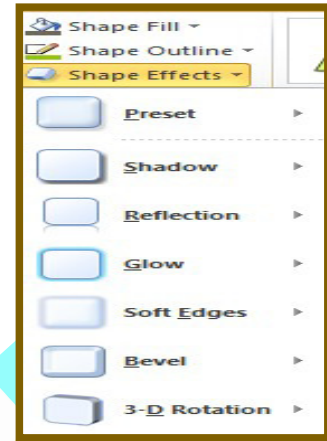 Shape Fill
Shape Outline
Shape Effects
Preset
Shadow
Reflection
Glow
Soft Edges
Bevel
3-D Rotation